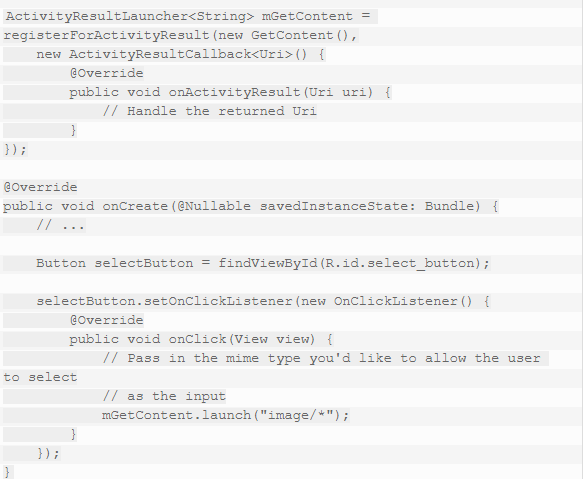 ActivityResultLauncher<String> mGetContent =
registerForActivityResult(new GetContent(),
    new ActivityResultCallback<Uri>() {
        @Override
        public void onActivityResult(Uri uri) {
            // Handle the returned Uri
        }
});

@Override
public void onCreate(@Nullable savedInstanceState: Bundle) {
    // ...

    Button selectButton = findViewById(R.id.select_button);

    selectButton.setOnClickListener(new OnClickListener() {
        @Override
        public void onClick(View view) {
            // Pass in the mime type you'd like to allow the user
to select
            // as the input
            mGetContent.launch("image/*");
        }
    });
}